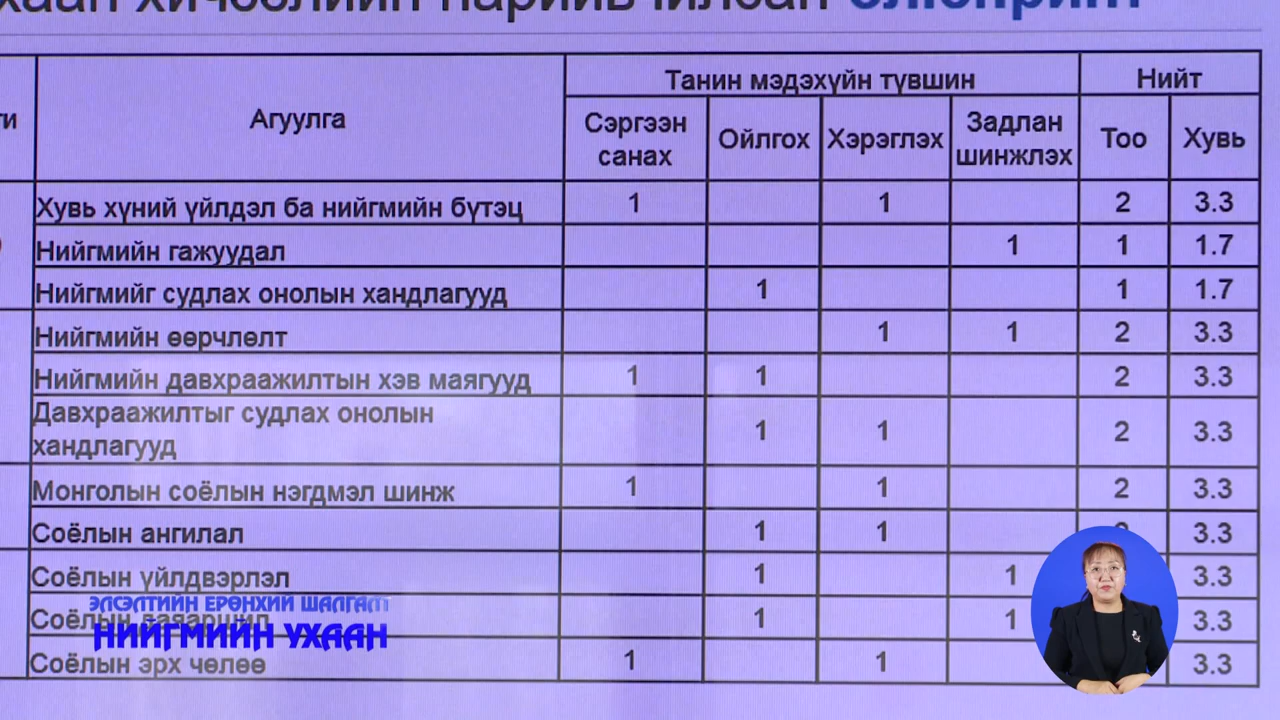 Танин мэдэхүйн түвшин Нийт
Агуулга Сэргээн санах Ойлгох Хэрэглэх Задлан шинжлэх Тоо Хувь
Хувь хүний үйлдэл ба нийгмийн бүтэц 1 1 2 3.3
Нийгмийн гажуудал 1 1 1.7
Нийгмийг судлах онолын хандлагууд 1 1 1.7
Нийгмийн өөрчлөлт 1 1 2 3.3
Нийгмийн давхраажилтын хэв маягууд 1 1 2 3.3
Давхраажилтыг судлах онолын
хандлагууд 1 1 2 3.3
Монголын соёлын нэгдмэл шинж 1 1 2 3.3
Соёлын ангилал 1 1 3.3
Соёлын үйлдвэрлэл 1 1 3.3
ЭЛСЭЛТИЙН ЕРӨНХИЙ
Соёлын 1 1 3.3
НИЙГМИЙН УХААН
Соёлын эрх чөлөө 1 1 3.3